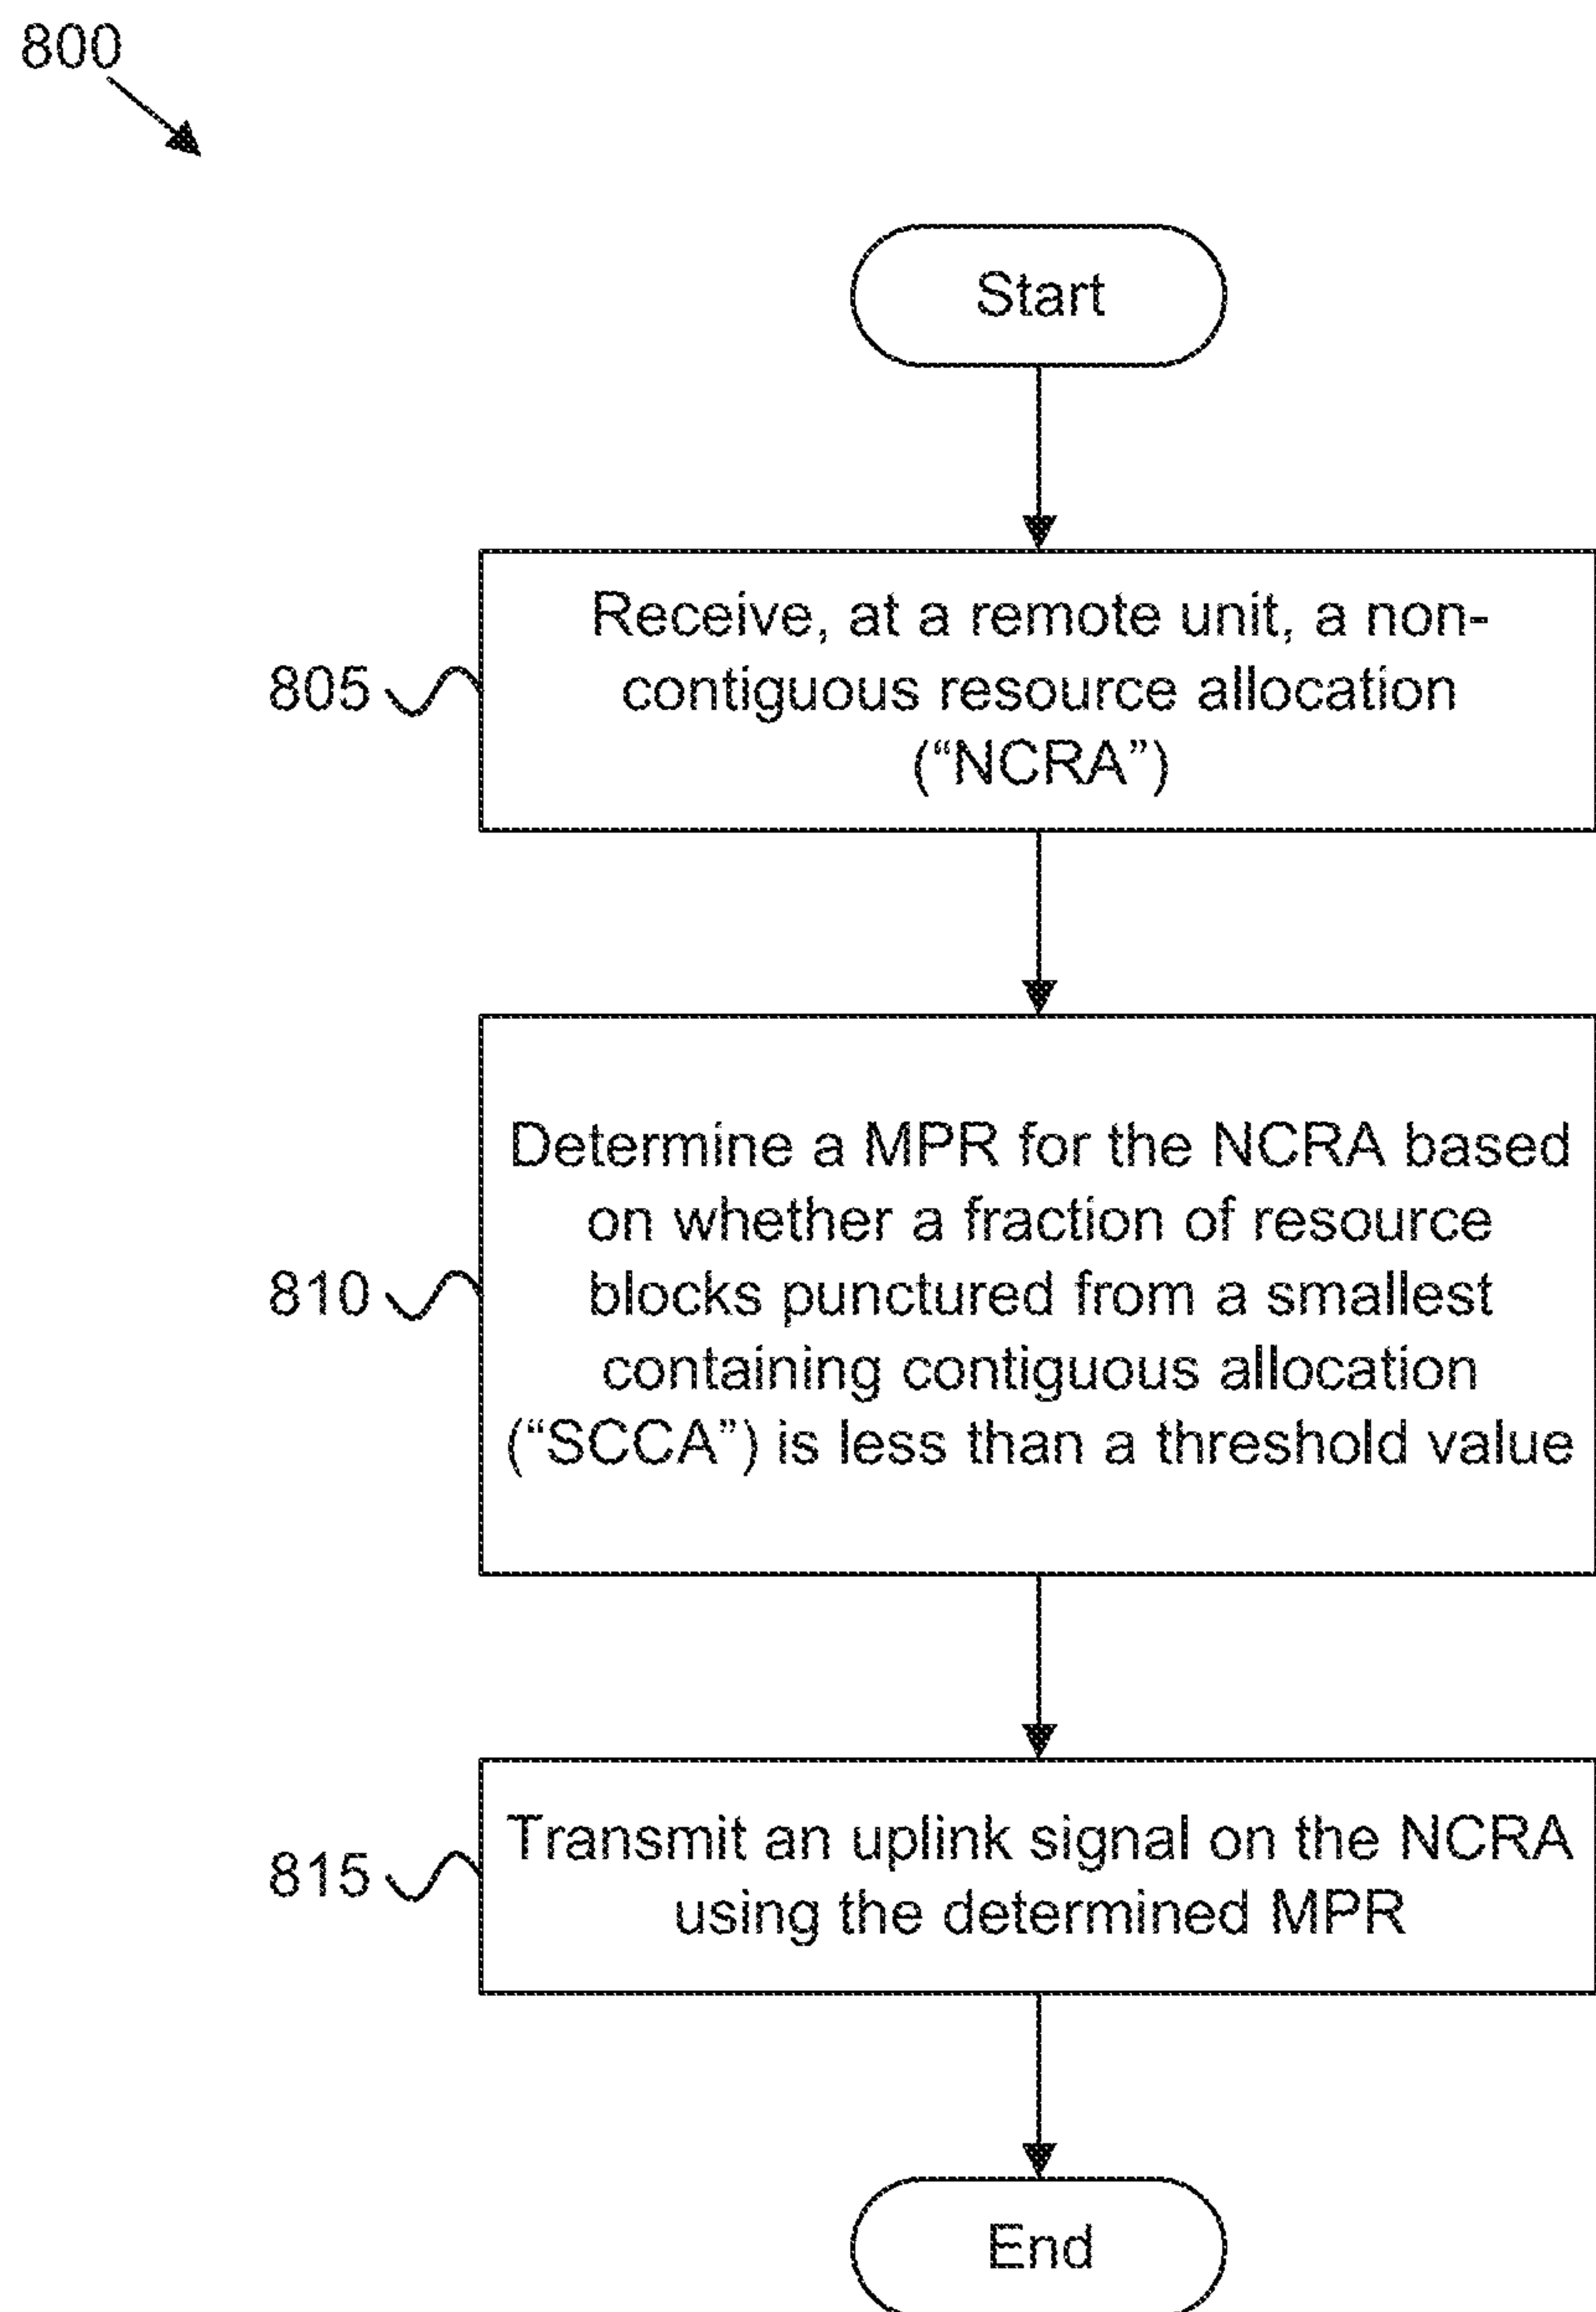 800
Start
805
Receive, at a remote unit, a non-
contiguous resource allocation
(“NCRA”)
810
Determine a MPR for the NCRA based
on whether a fraction of resource
blocks punctured from a smallest
containing contiguous allocation
(“SCCA”) is less than a threshold value
815
Transmit an uplink signal on the NCRA
using the determined MPR
End